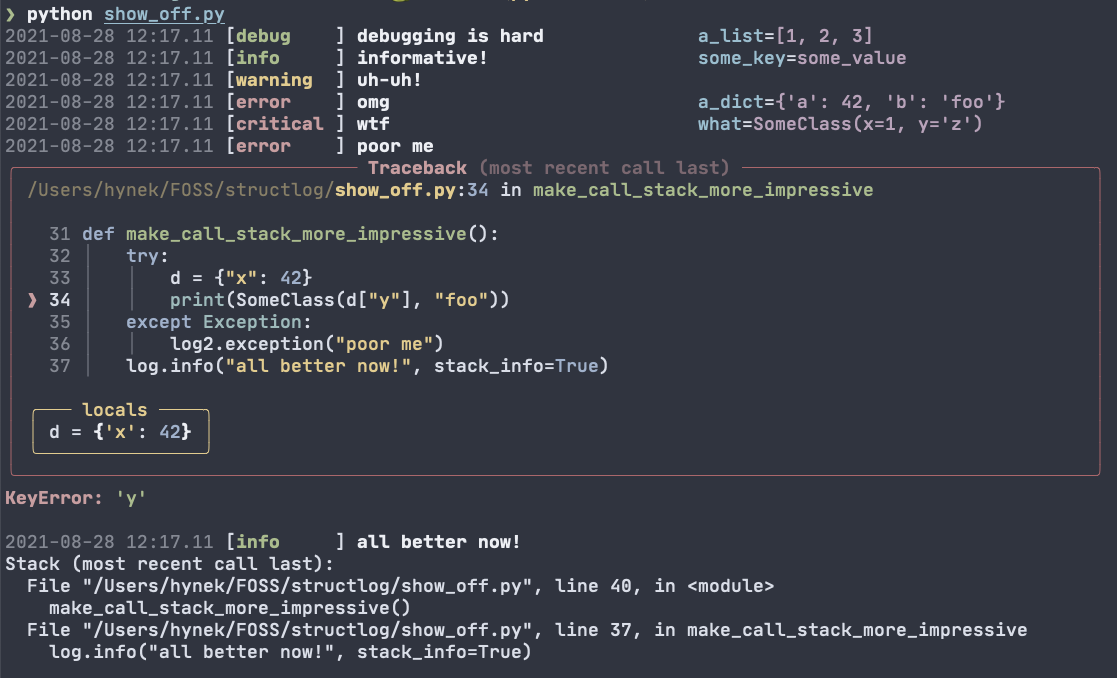 ❯ python show_off.py
2021-08-28 12:17.11 [debug    ] debugging is hard              a_list=[1, 2, 3]
2021-08-28 12:17.11 [info     ] informative!                   some_key=some_value
2021-08-28 12:17.11 [warning  ] uh-uh!
2021-08-28 12:17.11 [error    ] omg                            a_dict={'a': 42, 'b': 'foo'}
2021-08-28 12:17.11 [critical ] wtf                            what=SomeClass(x=1, y='z')
2021-08-28 12:17.11 [error    ] poor me
Traceback (most recent call last)
/Users/hynek/FOSS/structlog/show_off.py:34 in make_call_stack_more_impressive
31 def make_call_stack_more_impressive():
32     try:
33         d = {"x": 42}
❱ 34         print(SomeClass(d["y"], "foo"))
35     except Exception:
36         log2.exception("poor me")
37     log.info("all better now!", stack_info=True)
locals
d = {'x': 42}
KeyError: 'y'
2021-08-28 12:17.11 [info     ] all better now!
Stack (most recent call last):
  File "/Users/hynek/FOSS/structlog/show_off.py", line 40, in <module>
    make_call_stack_more_impressive()
  File "/Users/hynek/FOSS/structlog/show_off.py", line 37, in make_call_stack_more_impressive
    log.info("all better now!", stack_info=True)